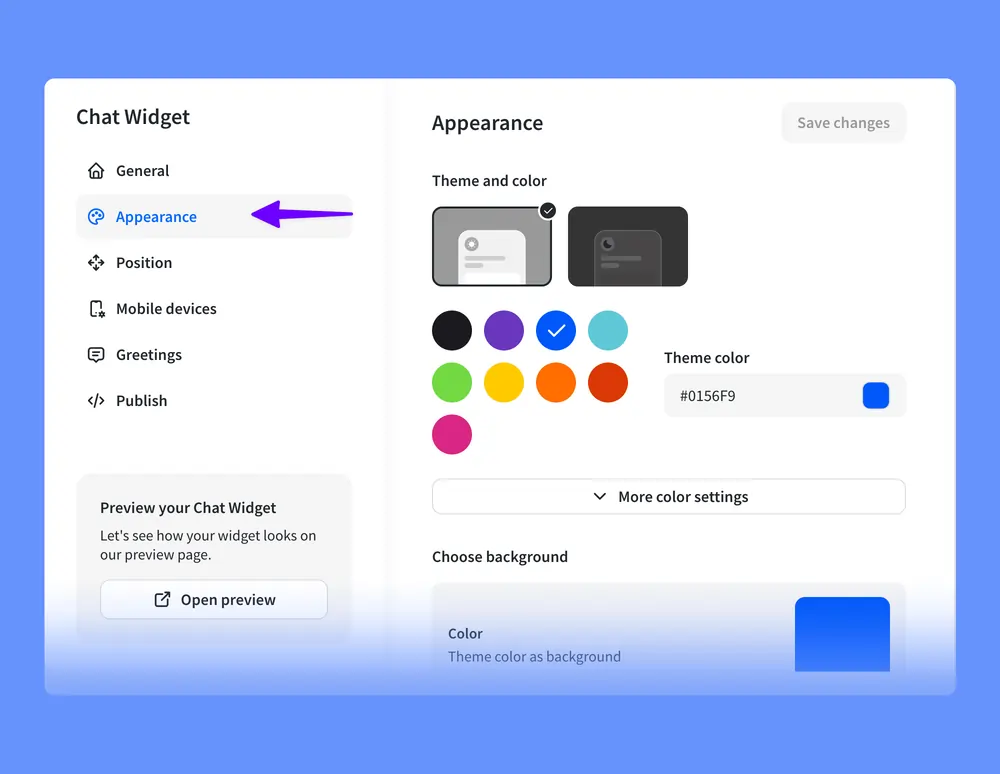 Chat Widget
General
Appearance
Position
Mobile devices
Greetings
Publish
Preview your Chat Widget
Let's see how your widget looks on
our preview page.
Open preview
Appearance
Save changes
Theme and color
Theme color
#0156F9
More color settings
Choose background
Color
Theme color as background